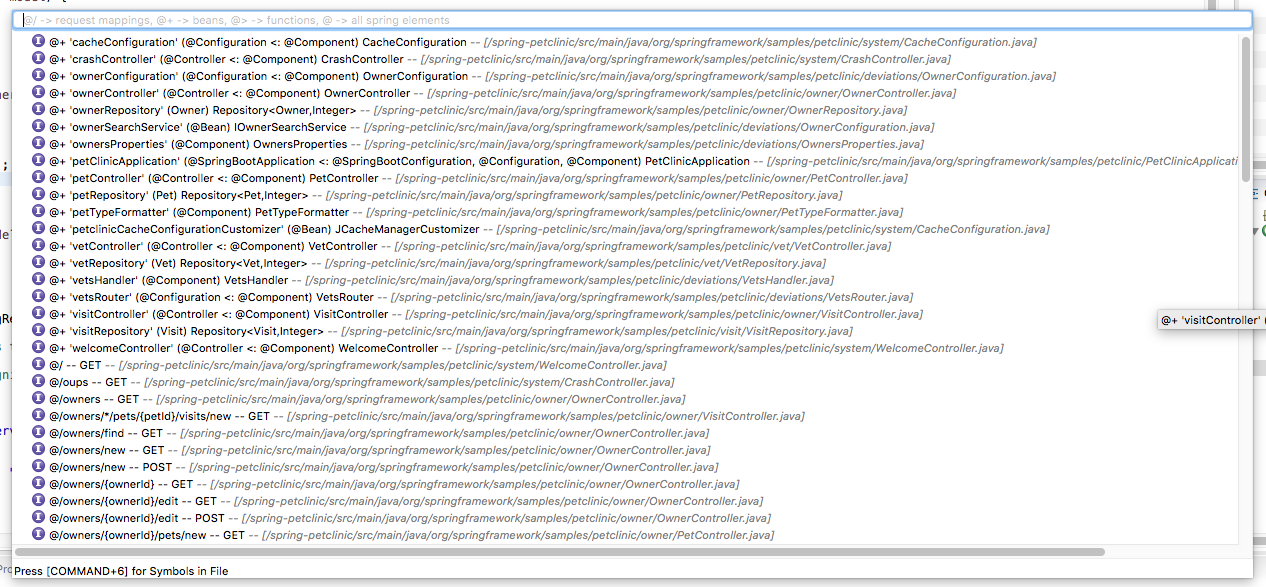 @/ -> request mappings, @+ -> beans, @> -> functions, @ -> all spring elements
@+ 'cacheConfiguration' (@Configuration <: @Component) CacheConfiguration -- [/spring-petclinic/src/main/java/org/springframework/samples/petclinic/system/CacheConfiguration.java]
@+ 'crashController' (@Controller <: @Component) CrashController -- [/spring-petclinic/src/main/java/org/springframework/samples/petclinic/system/CrashController.java]
@+ 'ownerConfiguration' (@Configuration <: @Component) OwnerConfiguration -- [/spring-petclinic/src/main/java/org/springframework/samples/petclinic/deviations/OwnerConfiguration.java]
@+ 'ownerController' (@Controller <: @Component) OwnerController -- [/spring-petclinic/src/main/java/org/springframework/samples/petclinic/owner/OwnerController.java]
@+ 'ownerRepository' (Owner) Repository<Owner,Integer> -- [/spring-petclinic/src/main/java/org/springframework/samples/petclinic/owner/OwnerRepository.java]
@+ 'ownerSearchService' (@Bean) IOwnerSearchService -- [/spring-petclinic/src/main/java/org/springframework/samples/petclinic/deviations/OwnerConfiguration.java]
@+ 'ownersProperties' (@Component) OwnersProperties -- [/spring-petclinic/src/main/java/org/springframework/samples/petclinic/deviations/OwnersProperties.java]
@+ 'petClinicApplication' (@SpringBootApplication <: @SpringBootConfiguration, @Configuration, @Component) PetClinicApplication -- [/spring-petclinic/src/main/java/org/springframework/samples/petclinic/PetClinicApplicati
@+ 'petController' (@Controller <: @Component) PetController -- [/spring-petclinic/src/main/java/org/springframework/samples/petclinic/owner/PetController.java]
@+ 'petRepository' (Pet) Repository<Pet,Integer> -- [/spring-petclinic/src/main/java/org/springframework/samples/petclinic/owner/PetRepository.java]
@+ 'petTypeFormatter' (@Component) PetTypeFormatter -- [/spring-petclinic/src/main/java/org/springframework/samples/petclinic/owner/PetTypeFormatter.java]
@+ 'petclinicCacheConfigurationCustomizer' (@Bean) JCacheManagerCustomizer -- [/spring-petclinic/src/main/java/org/springframework/samples/petclinic/system/CacheConfiguration.java]
@+ 'vetController' (@Controller <: @Component) VetController -- [/spring-petclinic/src/main/java/org/springframework/samples/petclinic/vet/VetController.java]
@+ 'vetRepository' (Vet) Repository<Vet,Integer> -- [/spring-petclinic/src/main/java/org/springframework/samples/petclinic/vet/VetRepository.java]
@+ 'vetsHandler' (@Component) VetsHandler -- [/spring-petclinic/src/main/java/org/springframework/samples/petclinic/deviations/VetsHandler.java]
@+ 'vetsRouter' (@Configuration <: @Component) VetsRouter -- [/spring-petclinic/src/main/java/org/springframework/samples/petclinic/deviations/VetsRouter.java]
@+ 'visitController' (@Controller <: @Component) VisitController -- [/spring-petclinic/src/main/java/org/springframework/samples/petclinic/owner/VisitController.java]
@+ 'visitController' (
@+ 'visitRepository' (Visit) Repository<Visit,Integer> -- [/spring-petclinic/src/main/java/org/springframework/samples/petclinic/visit/VisitRepository.java]
@+ 'welcomeController' (@Controller <: @Component) WelcomeController -- [/spring-petclinic/src/main/java/org/springframework/samples/petclinic/system/WelcomeController.java]
@/ -- GET -- [/spring-petclinic/src/main/java/org/springframework/samples/petclinic/system/WelcomeController.java]
@/oups -- GET -- [/spring-petclinic/src/main/java/org/springframework/samples/petclinic/system/CrashController.java]
@/owners -- GET -- [/spring-petclinic/src/main/java/org/springframework/samples/petclinic/owner/OwnerController.java]
@/owners/*/pets/{petId}/visits/new -- GET -- [/spring-petclinic/src/main/java/org/springframework/samples/petclinic/owner/VisitController.java]
@/owners/find -- GET -- [/spring-petclinic/src/main/java/org/springframework/samples/petclinic/owner/OwnerController.java]
@/owners/new -- GET -- [/spring-petclinic/src/main/java/org/springframework/samples/petclinic/owner/OwnerController.java]
@/owners/new -- POST -- [/spring-petclinic/src/main/java/org/springframework/samples/petclinic/owner/OwnerController.java]
@/owners/{ownerId} -- GET -- [/spring-petclinic/src/main/java/org/springframework/samples/petclinic/owner/OwnerController.java]
@/owners/{ownerId}/edit -- GET -- [/spring-petclinic/src/main/java/org/springframework/samples/petclinic/owner/OwnerController.java]
@/owners/{ownerId}/edit -- POST -- [/spring-petclinic/src/main/java/org/springframework/samples/petclinic/owner/OwnerController.java]
@/owners/{ownerId}/pets/new -- GET -- [/spring-petclinic/src/main/java/org/springframework/samples/petclinic/owner/PetController.java]
Press [COMMAND+6] for Symbols in File